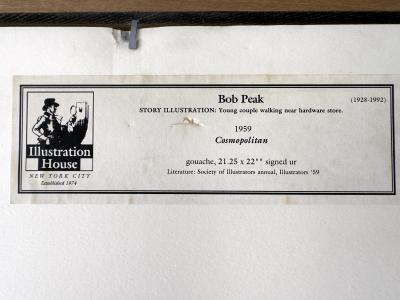 Bob Peak
(1928-1992)
STORY ILLUSTRATION: Young couple walking near hardware store.
1959
Cosmopolitan
gouache, 21.25 x 22"" signed ur
Literature: Society of Illustrators annual, Illustrators '59
Illustration
House
NEW YORK CITY
Established 1974